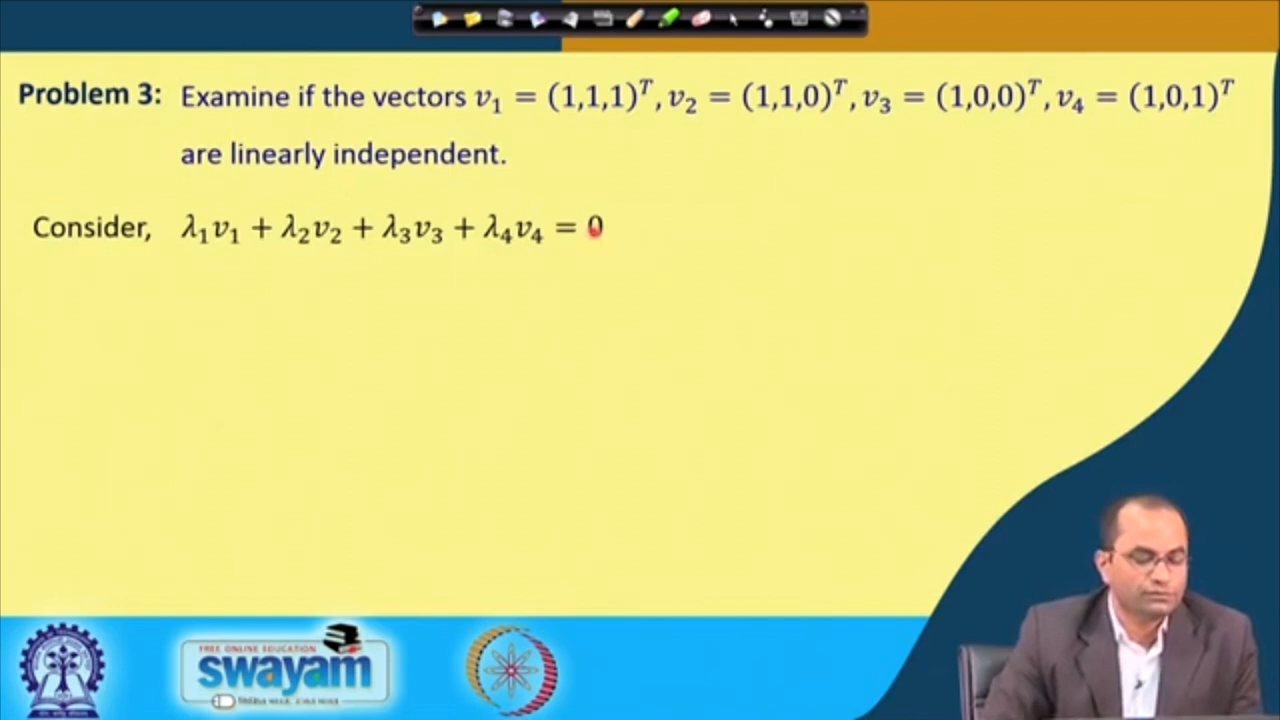 Problem 3: Examine if the vectors v₁ = (1,1,1)ᵀ, v₂ = (1,1,0)ᵀ, v₃ = (1,0,0)ᵀ, v₄ = (1,0,1)ᵀ
are linearly independent.
Consider, λ₁v₁ + λ₂v₂ + λ₃v₃ + λ₄v₄ = 0
FREE ONLINE EDUCATION
swayam